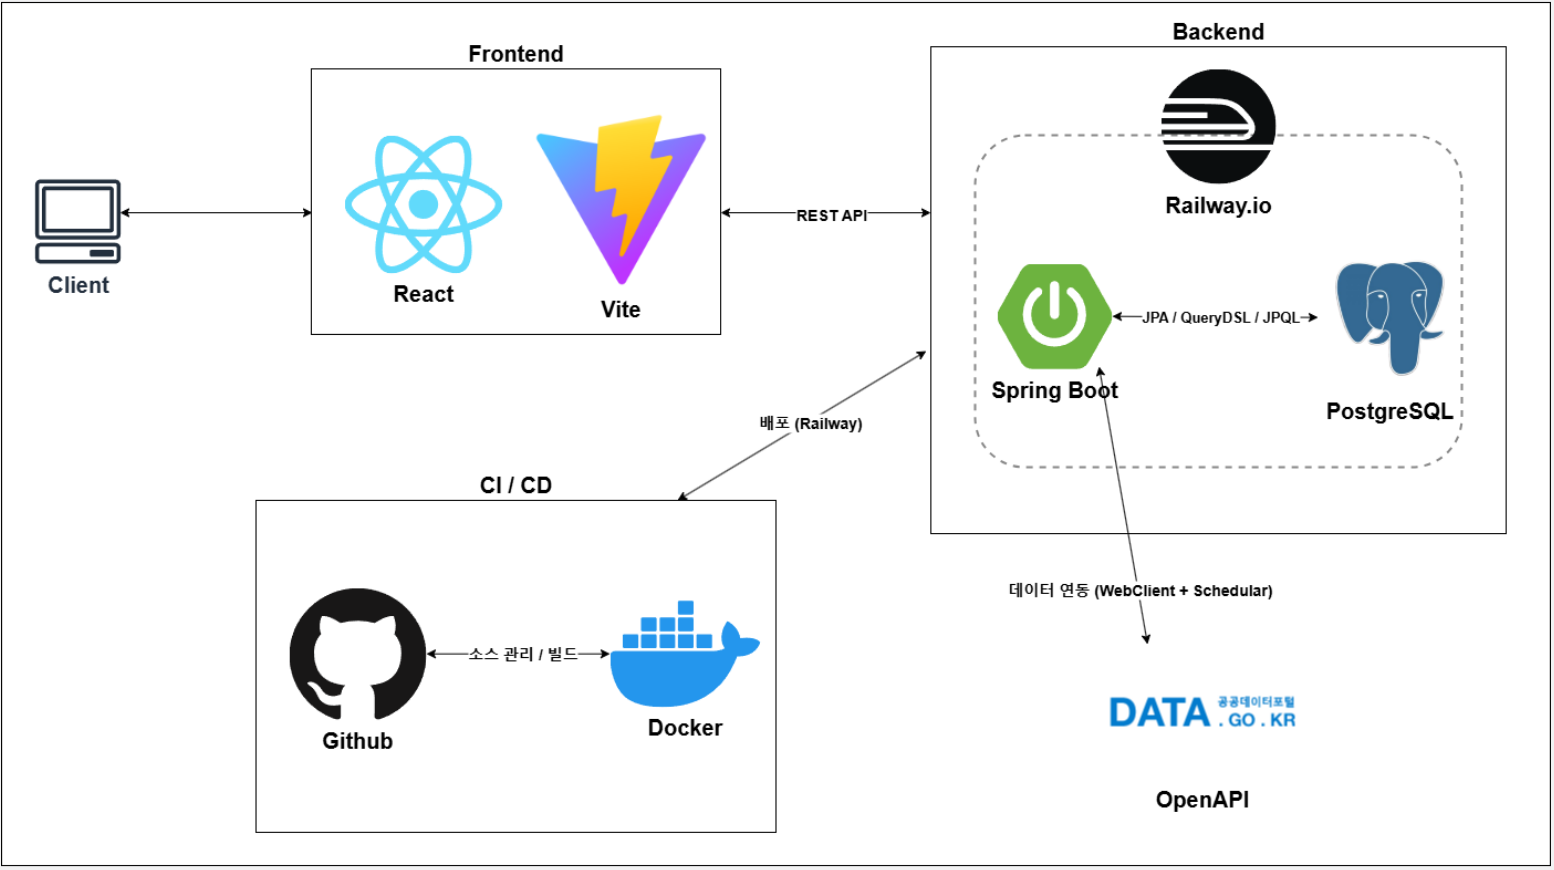 Frontend
Backend
Railway.io
Client
React
Vite
REST API
Spring Boot
JPA / QueryDSL / JPQL
PostgreSQL
배포 (Railway)
CI / CD
Github
소스 관리 / 빌드
Docker
데이터 연동 (WebClient + Schedular)
DATA 공공데이터포털
.GO.KR
OpenAPI